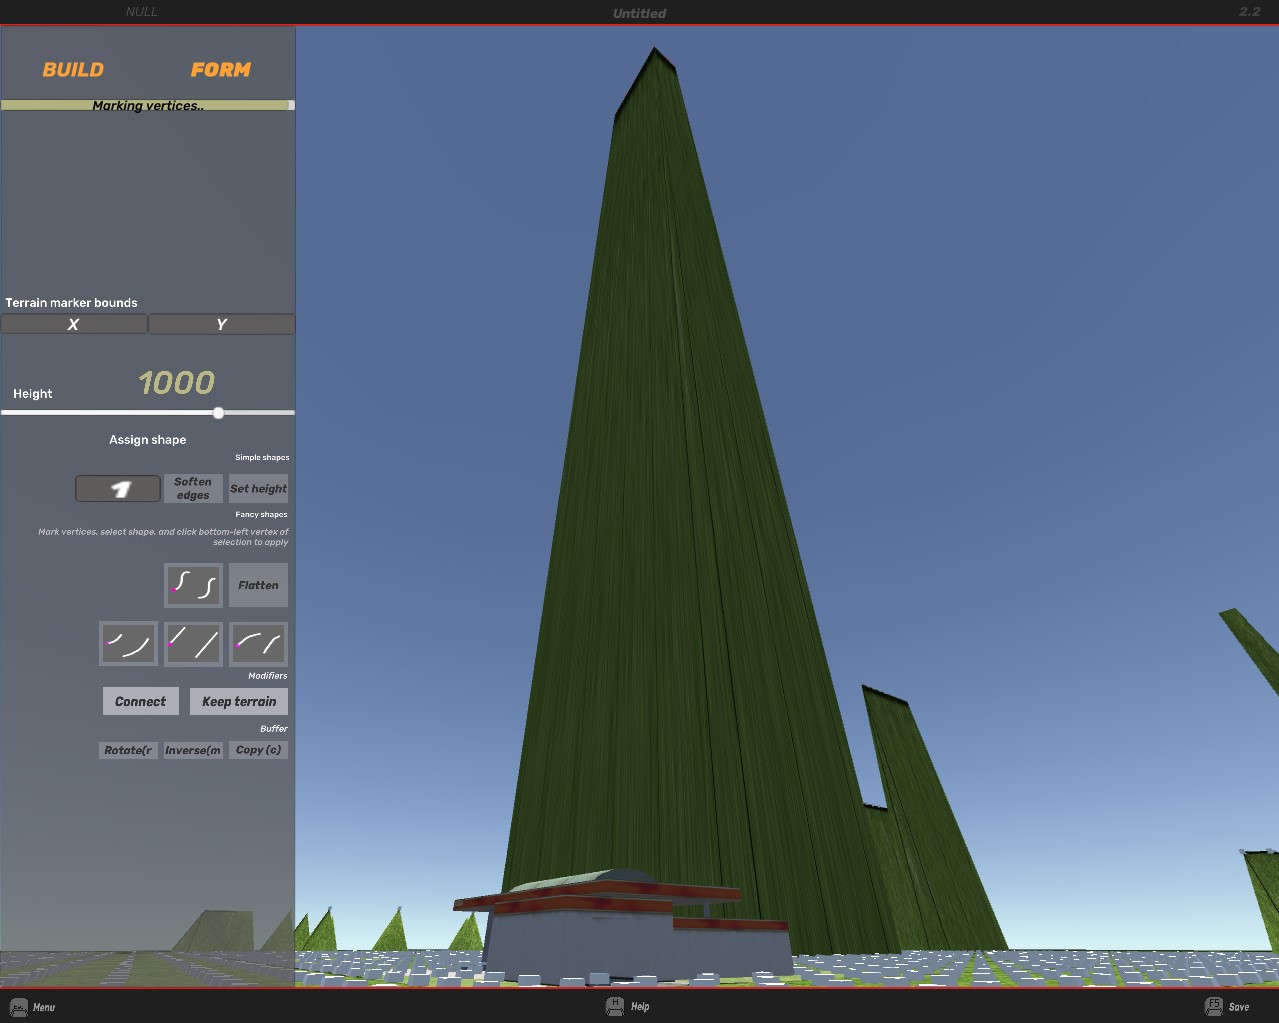 NULL
Untitled
2.2
BUILD
FORM
Marking vertices..
Terrain marker bounds
X
Y
Height
1000
Assign shape
Simple shapes
1
Soften
edges
Set height
Fancy shapes
Mark vertices, select shape, and click bottom-left vertex of
selection to apply
Flatten
Modifiers
Connect
Keep terrain
Buffer
Rotate(r
Inverse(m
Copy (c)
Menu
H
Help
F5
Save